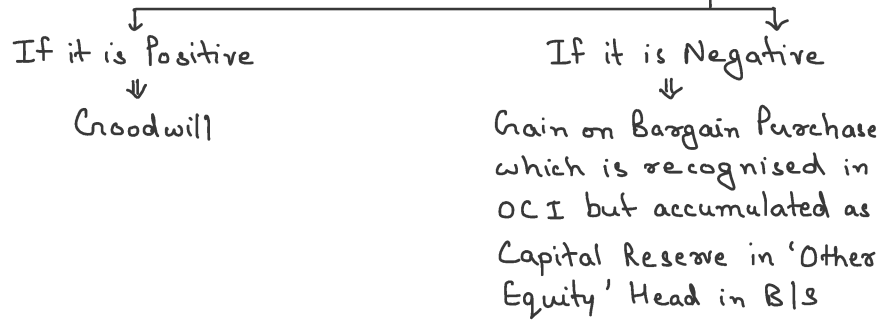 If it is Positive
Goodwill
If it is Negative
Gain on Bargain Purchase
which is recognised in
OCI but accumulated as
Capital Reserve in 'Other
Equity' Head in B|S